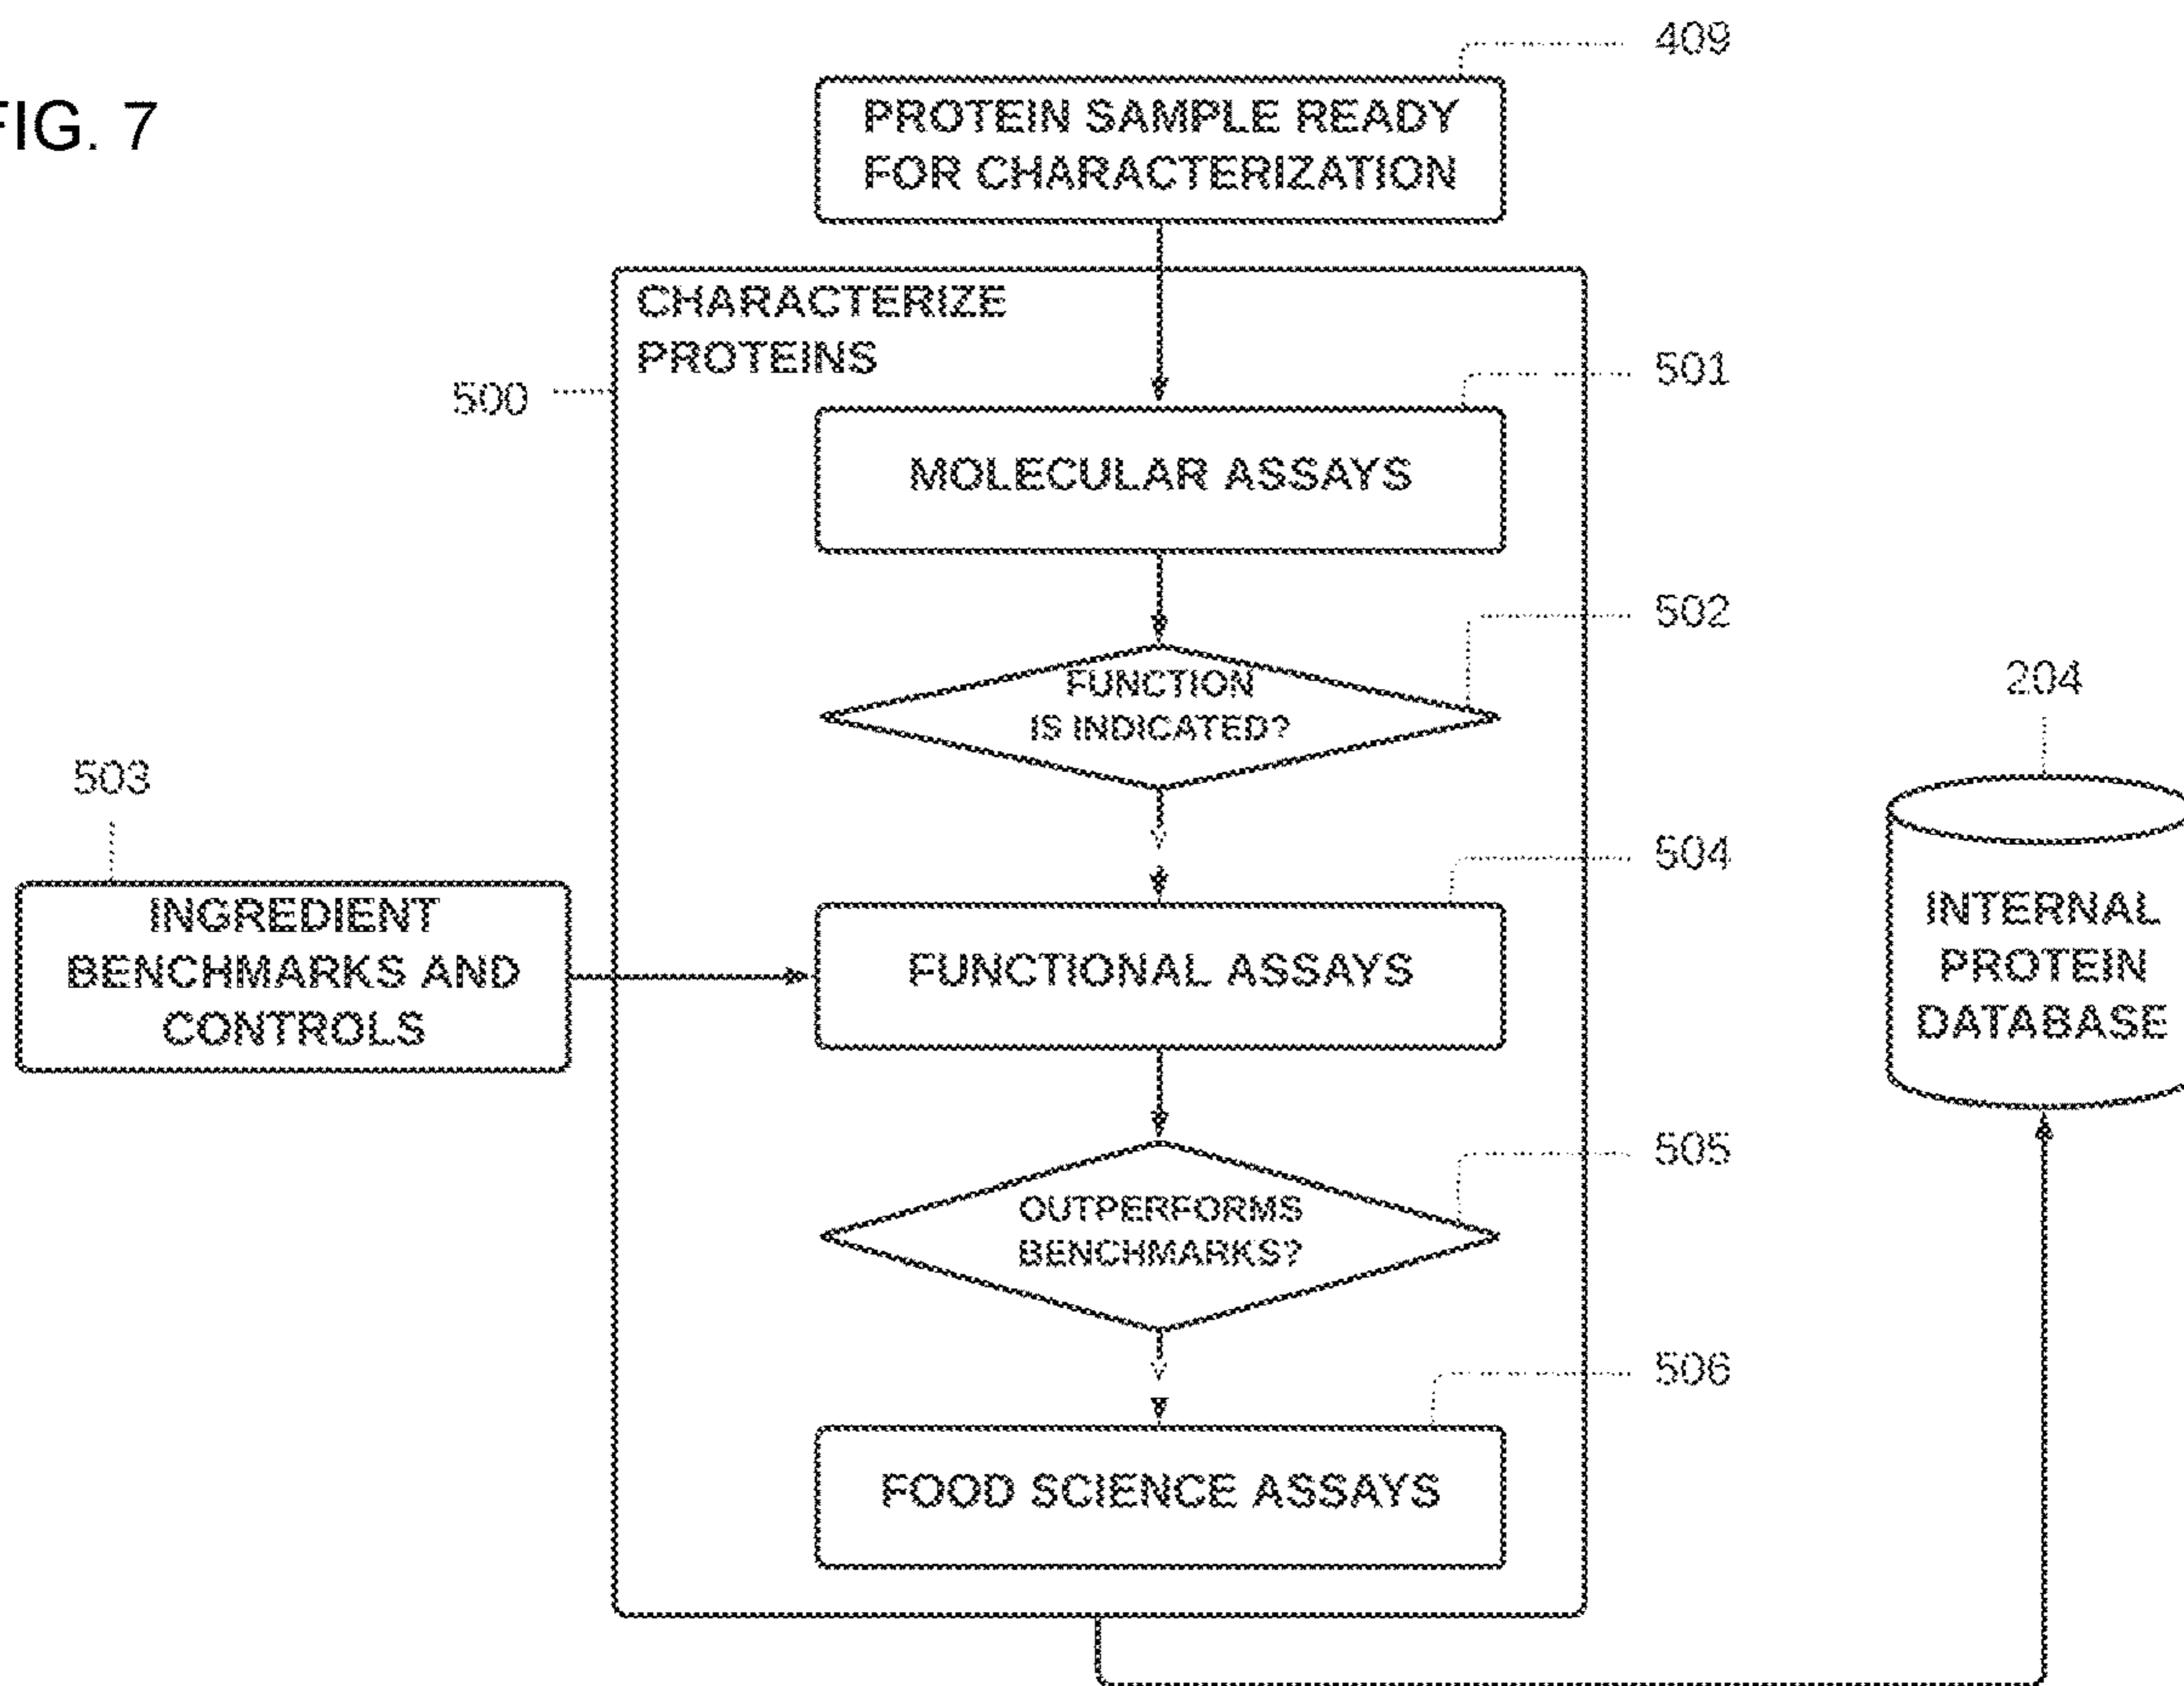 FIG. 7
409
PROTEIN SAMPLE READY
FOR CHARACTERIZATION
CHARACTERIZE
PROTEINS
500
501
MOLECULAR ASSAYS
502
FUNCTION
IS INDICATED?
204
503
504
INGREDIENT
BENCHMARKS AND
CONTROLS
FUNCTIONAL ASSAYS
INTERNAL
PROTEIN
DATABASE
505
OUTPERFORMS
BENCHMARKS?
506
FOOD SCIENCE ASSAYS